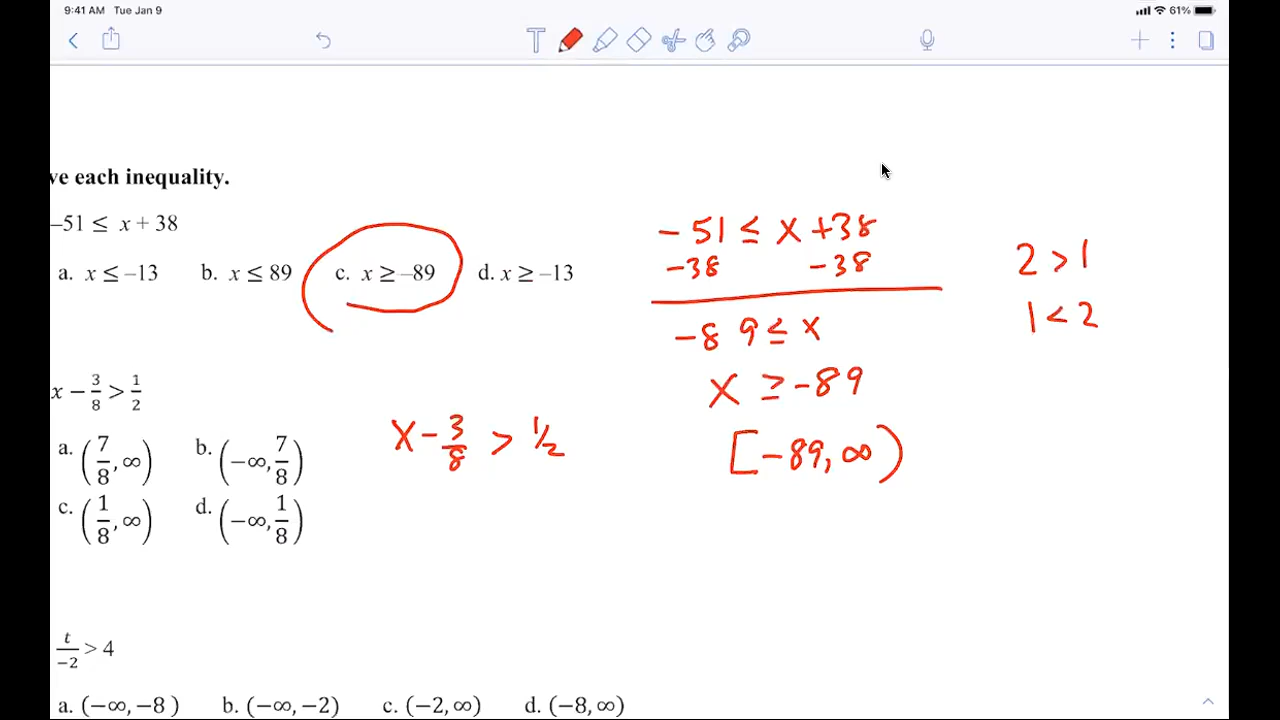 9:41 AM Tue Jan 9
61%
ve each inequality.
–51 ≤ x + 38
a. x ≤ –13 b. x ≤ 89 c. x ≥ –89 d. x ≥ –13
-51 ≤ x +38
-38 -38
-89 ≤ x
x ≥ -89
[-89, ∞)
2 > 1
1 < 2
x − 3/8 > 1/2
a. (7/8, ∞) b. (−∞, 7/8)
c. (1/8, ∞) d. (−∞, 1/8)
x - 3/8 > 1/2
t/−2 > 4
a. (−∞, −8 ) b. (−∞, −2) c. (−2, ∞) d. (−8, ∞)